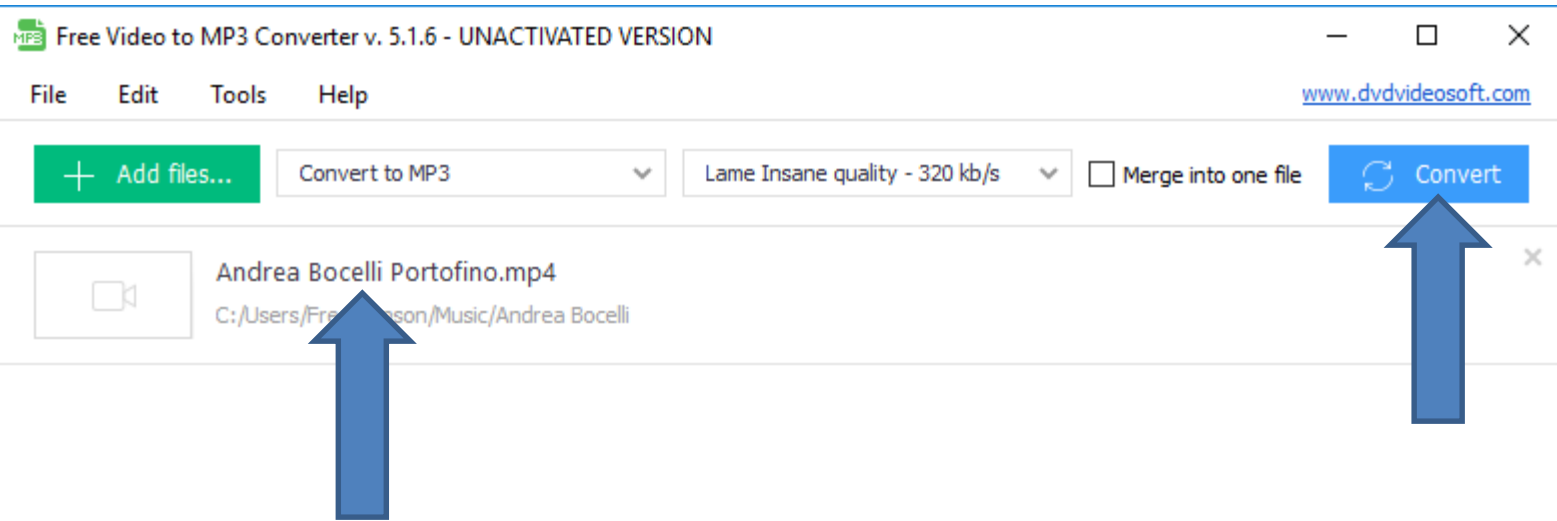 MP3 Free Video to MP3 Converter v. 5.1.6 - UNACTIVATED VERSION
File Edit Tools Help www.dvdvideosoft.com
Add files... Convert to MP3 Lame Insane quality - 320 kb/s Merge into one file Convert
Andrea Bocelli Portofino.mp4
C:/Users/Fre son/Music/Andrea Bocelli